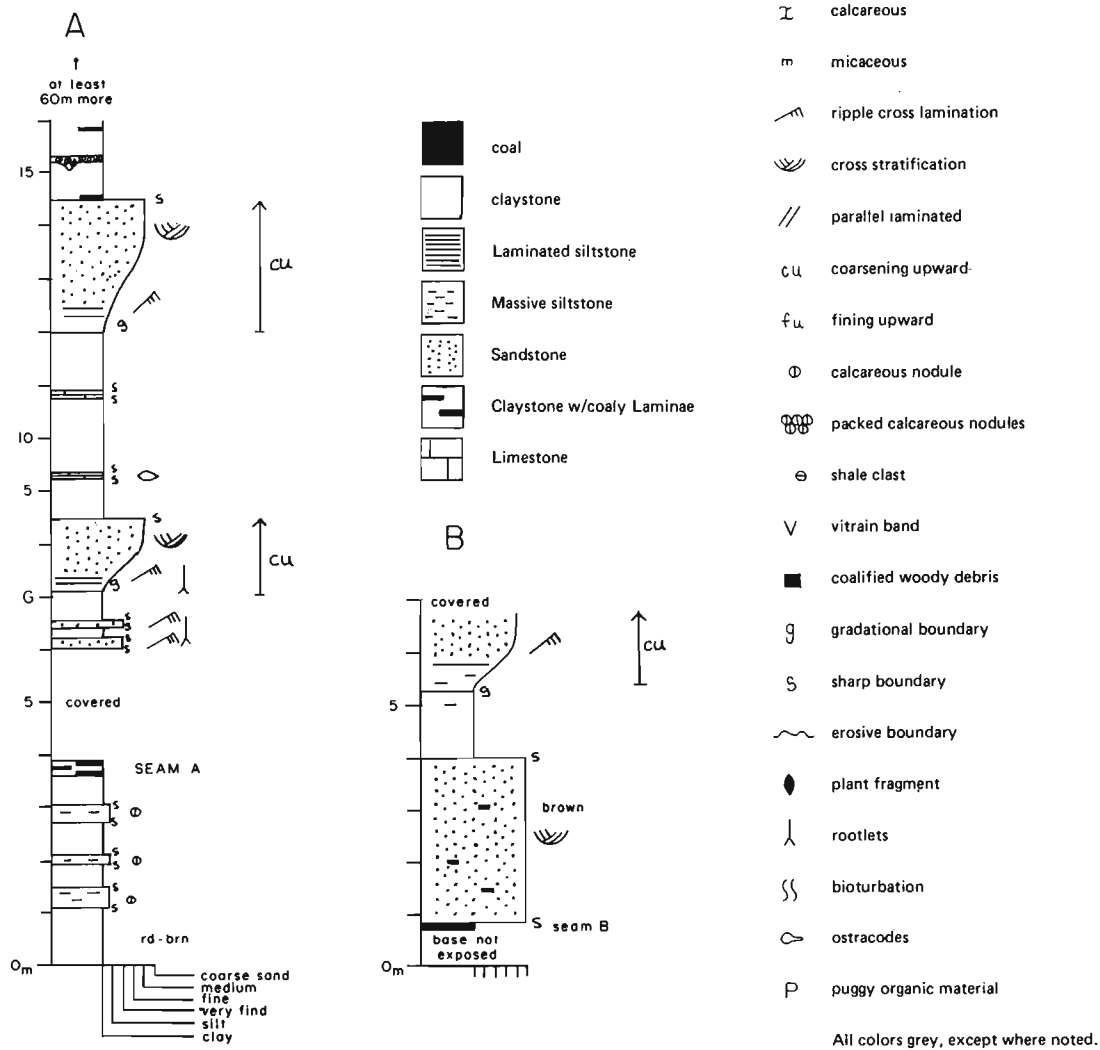 A
at least
60m more
15
s
cu
g
s
s
10
s
s
5
s
cu
g
G
s
s
s
s
5
covered
SEAM A
s
s
s
s
s
s
rd-brn
0m
coarse sand
medium
fine
very find
silt
clay
coal
claystone
Laminated siltstone
Massive siltstone
Sandstone
Claystone w/coaly Laminae
Limestone
B
covered
cu
g
5
s
brown
s seam B
base not
exposed
0m
calcareous
m micaceous
ripple cross lamination
cross stratification
// parallel laminated
cu coarsening upward
fu fining upward
calcareous nodule
packed calcareous nodules
shale clast
V vitrain band
coalified woody debris
g gradational boundary
s sharp boundary
erosive boundary
plant fragment
rootlets
bioturbation
ostracodes
P puggy organic material
All colors grey, except where noted.